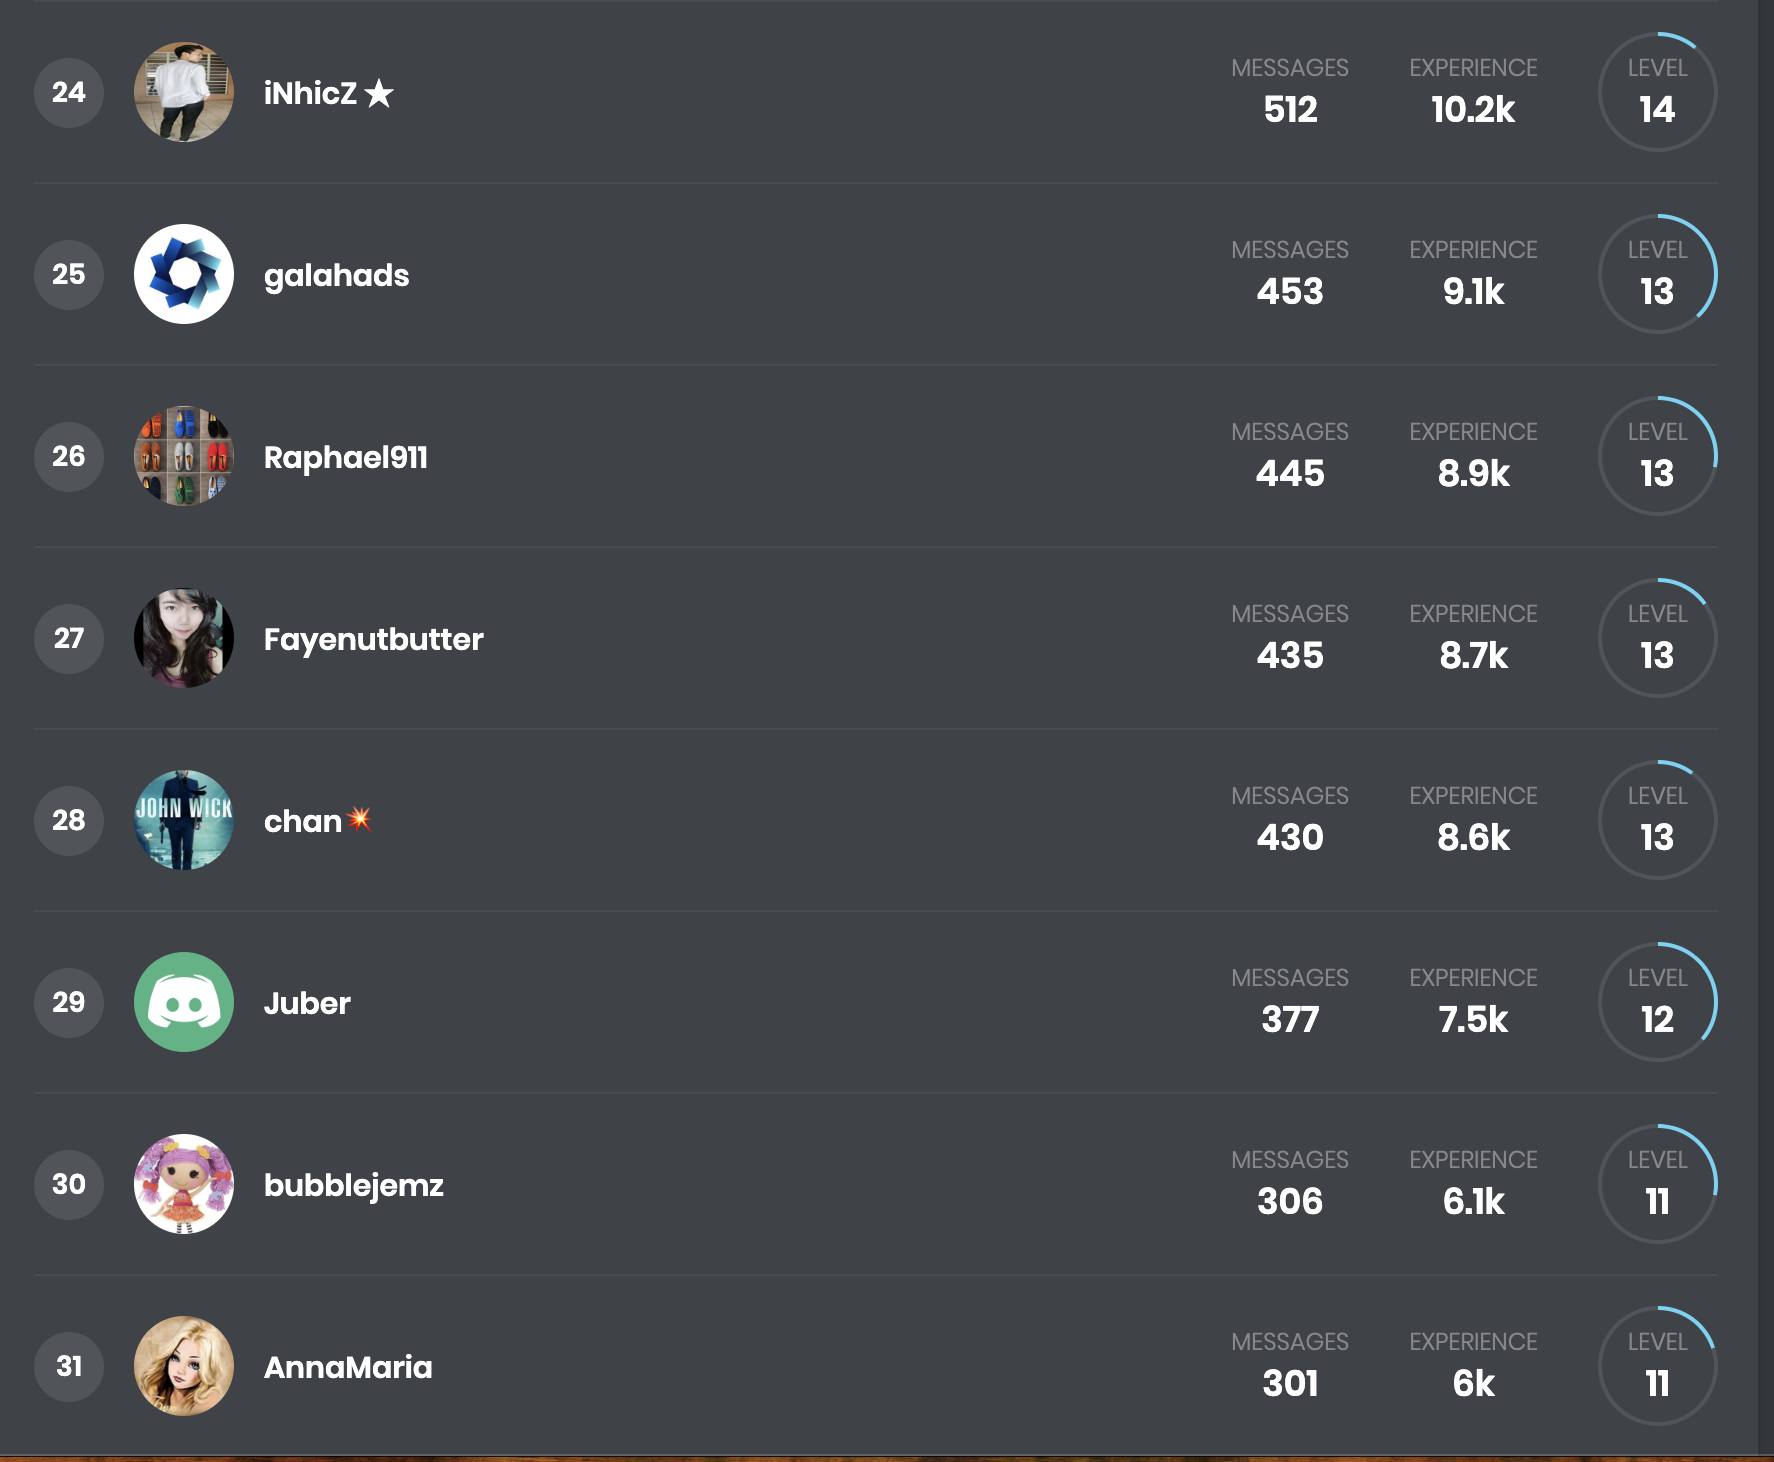 24 iNhicZ ★ MESSAGES 512 EXPERIENCE 10.2k LEVEL 14
25 galahads MESSAGES 453 EXPERIENCE 9.1k LEVEL 13
26 Raphael911 MESSAGES 445 EXPERIENCE 8.9k LEVEL 13
27 Fayenutbutter MESSAGES 435 EXPERIENCE 8.7k LEVEL 13
28 JOHN WICK chan💥 MESSAGES 430 EXPERIENCE 8.6k LEVEL 13
29 Juber MESSAGES 377 EXPERIENCE 7.5k LEVEL 12
30 bubblejemz MESSAGES 306 EXPERIENCE 6.1k LEVEL 11
31 AnnaMaria MESSAGES 301 EXPERIENCE 6k LEVEL 11